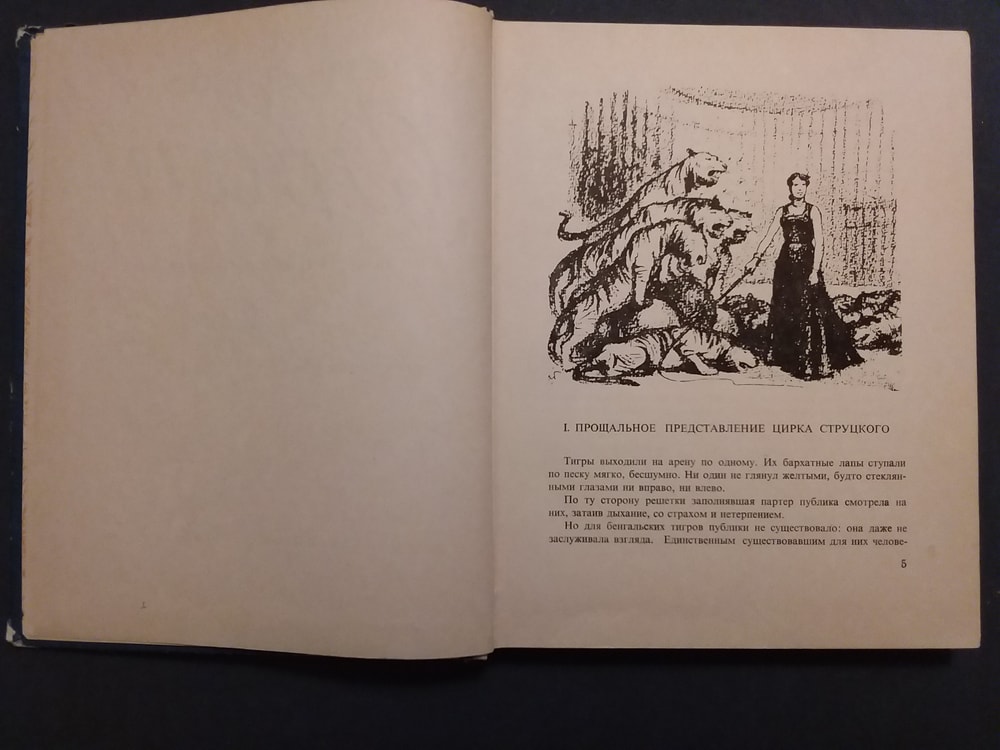 I. ПРОЩАЛЬНОЕ ПРЕДСТАВЛЕНИЕ ЦИРКА СТРУЦКОГО
Тигры выходили на арену по одному. Их бархатные лапы ступали
по песку мягко, бесшумно. Ни один не глянул желтыми, будто стеклян-
ными глазами ни вправо, ни влево.
По ту сторону решетки заполнявшая партер публика смотрела на
них, затаив дыхание, со страхом и нетерпением.
Но для бенгальских тигров публики не существовало: она даже не
заслуживала взгляда. Единственным существовавшим для них челове-
5